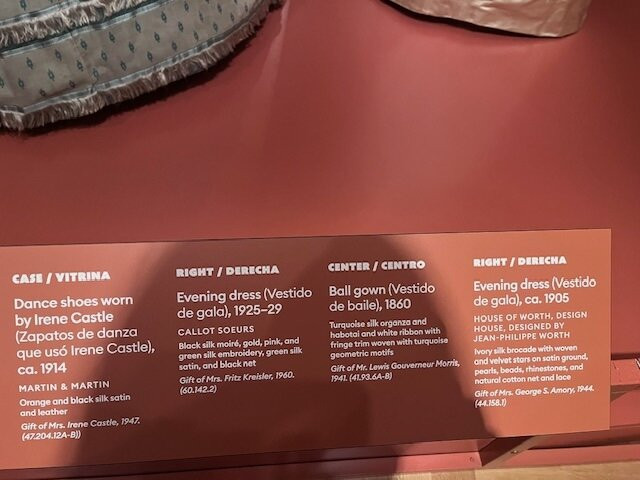 CASE / VITRINA
Dance shoes worn
by Irene Castle
(Zapatos de danza
que usó Irene Castle),
ca. 1914
MARTIN & MARTIN
Orange and black silk satin
and leather
Gift of Mrs. Irene Castle, 1947.
(47.204.12A-B))
RIGHT / DERECHA
Evening dress (Vestido
de gala), 1925–29
CALLOT SOEURS
Black silk moiré, gold, pink, and
green silk embroidery, green silk
satin, and black net
Gift of Mrs. Fritz Kreisler, 1960.
(60.142.2)
CENTER / CENTRO
Ball gown (Vestido
de baile), 1860
Turquoise silk organza and
habotai and white ribbon with
fringe trim woven with turquoise
geometric motifs
Gift of Mr. Lewis Gouverneur Morris,
1941. (41.93.6A-B)
RIGHT / DERECHA
Evening dress (Vestido
de gala), ca. 1905
HOUSE OF WORTH, DESIGN
HOUSE, DESIGNED BY
JEAN-PHILIPPE WORTH
Ivory silk brocade with woven
and velvet stars on satin ground,
pearls, beads, rhinestones, and
natural cotton net and lace
Gift of Mrs. George S. Amory, 1944.
(44.158.1)